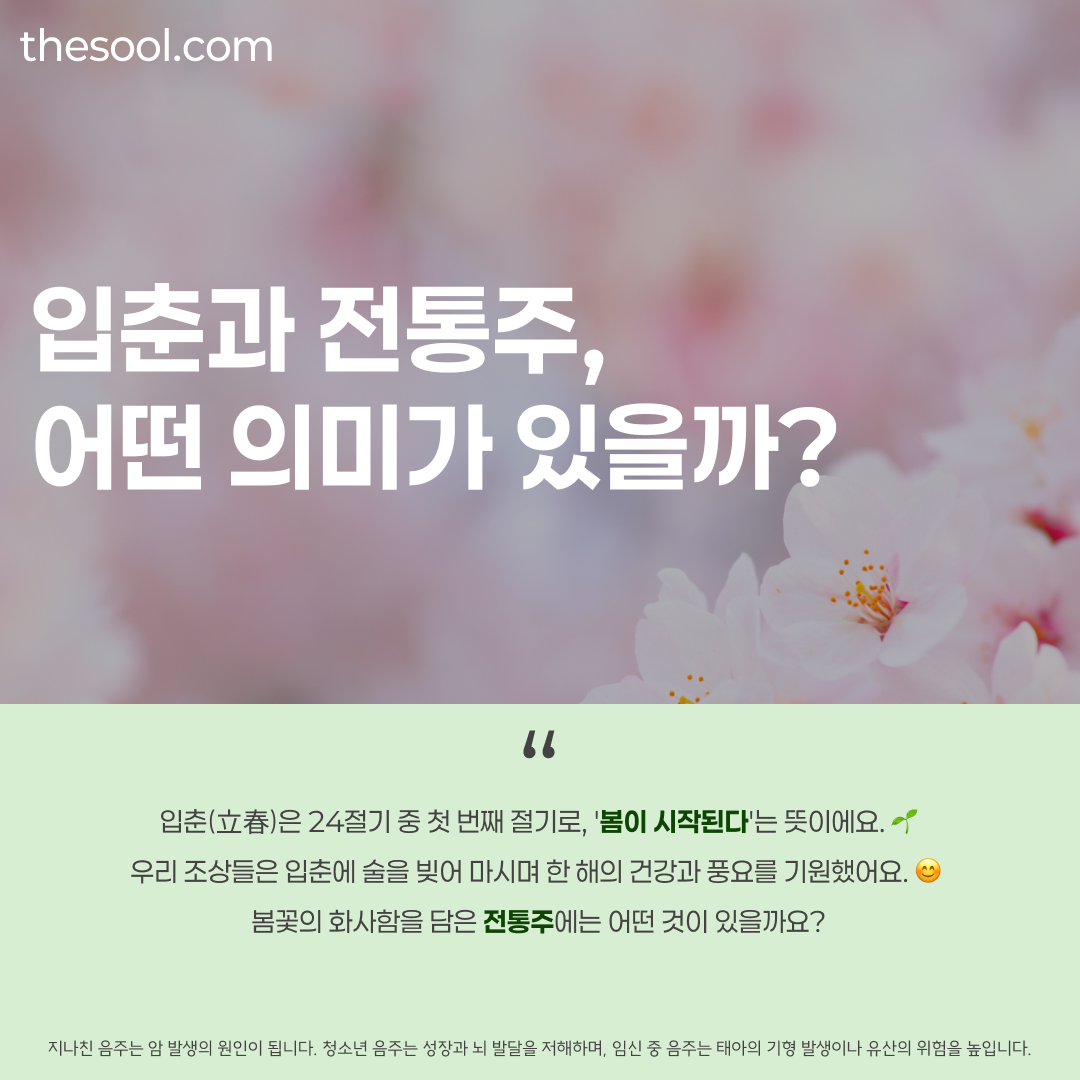 thesool.com
입춘과 전통주,
어떤 의미가 있을까?
“
입춘(立春)은 24절기 중 첫 번째 절기로, '봄이 시작된다'는 뜻이에요. 🌱
우리 조상들은 입춘에 술을 빚어 마시며 한 해의 건강과 풍요를 기원했어요. 😊
봄꽃의 화사함을 담은 전통주에는 어떤 것이 있을까요?
지나친 음주는 암 발생의 원인이 됩니다. 청소년 음주는 성장과 뇌 발달을 저해하며, 임신 중 음주는 태아의 기형 발생이나 유산의 위험을 높입니다.